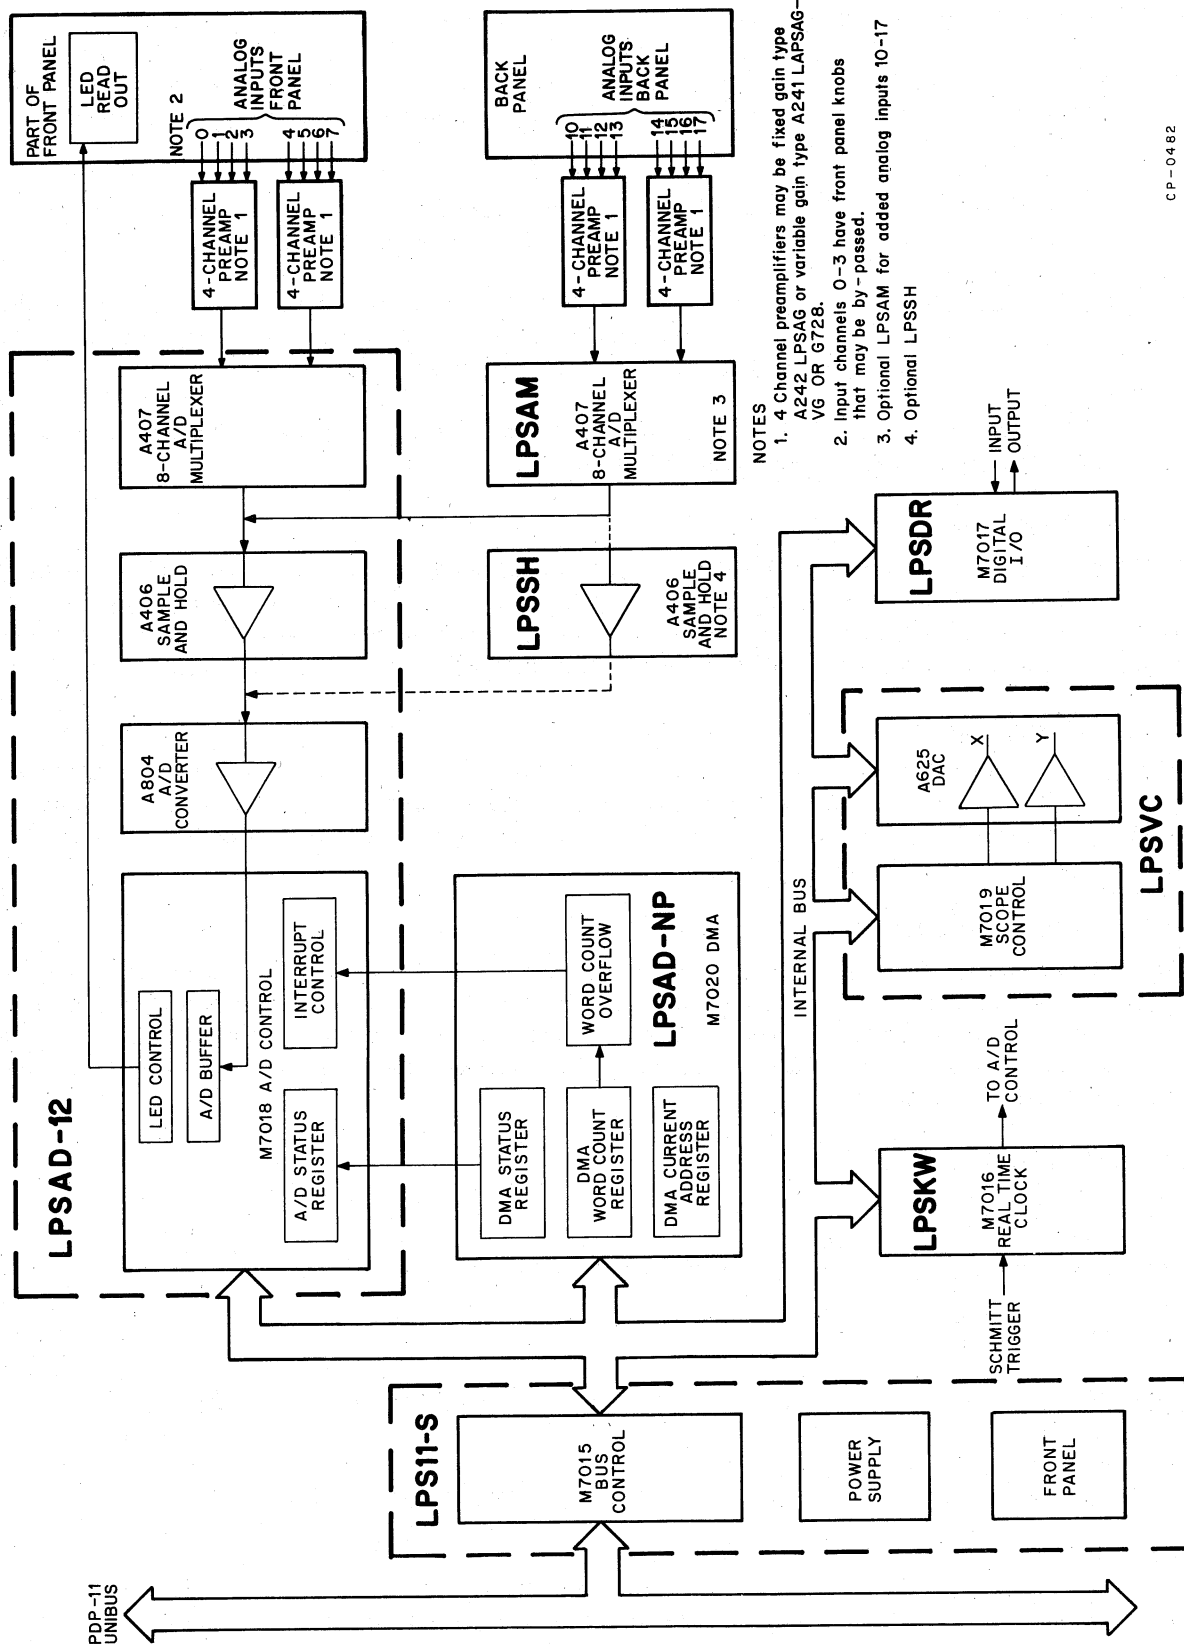 PDP-11
UNIBUS
LPS11-S
M7015
BUS
CONTROL
POWER
SUPPLY
FRONT
PANEL
LPSAD-12
LED CONTROL
A/D BUFFER
M7018 A/D CONTROL
A/D STATUS
REGISTER
INTERRUPT
CONTROL
A804
A/D
CONVERTER
A406
SAMPLE
AND HOLD
A407
8-CHANNEL
A/D
MULTIPLEXER
4-CHANNEL
PREAMP
NOTE 1
4-CHANNEL
PREAMP
NOTE 1
PART OF
FRONT PANEL
LED
READ
OUT
NOTE 2
0
1
2
3
4
5
6
7
ANALOG
INPUTS
FRONT
PANEL
DMA STATUS
REGISTER
DMA
WORD COUNT
REGISTER
DMA CURRENT
ADDRESS
REGISTER
WORD COUNT
OVERFLOW
LPSAD-NP
M7020 DMA
LPSSH
A406
SAMPLE
AND HOLD
NOTE 4
LPSAM
A407
8-CHANNEL
A/D
MULTIPLEXER
NOTE 3
4-CHANNEL
PREAMP
NOTE 1
4-CHANNEL
PREAMP
NOTE 1
BACK
PANEL
10
11
12
13
14
15
16
17
ANALOG
INPUTS
BACK
PANEL
INTERNAL BUS
SCHMITT
TRIGGER
LPSKW
M7016
REAL TIME
CLOCK
TO A/D
CONTROL
M7019
SCOPE
CONTROL
A625
DAC
X
Y
LPSVC
LPSDR
M7017
DIGITAL
I/O
INPUT
OUTPUT
NOTES
1. 4 Channel preamplifiers may be fixed gain type
A242 LPSAG or variable gain type A241 LAPSAG-
VG OR G728.
2. Input channels 0-3 have front panel knobs
that may be by-passed.
3. Optional LPSAM for added analog inputs 10-17
4. Optional LPSSH
CP-0482